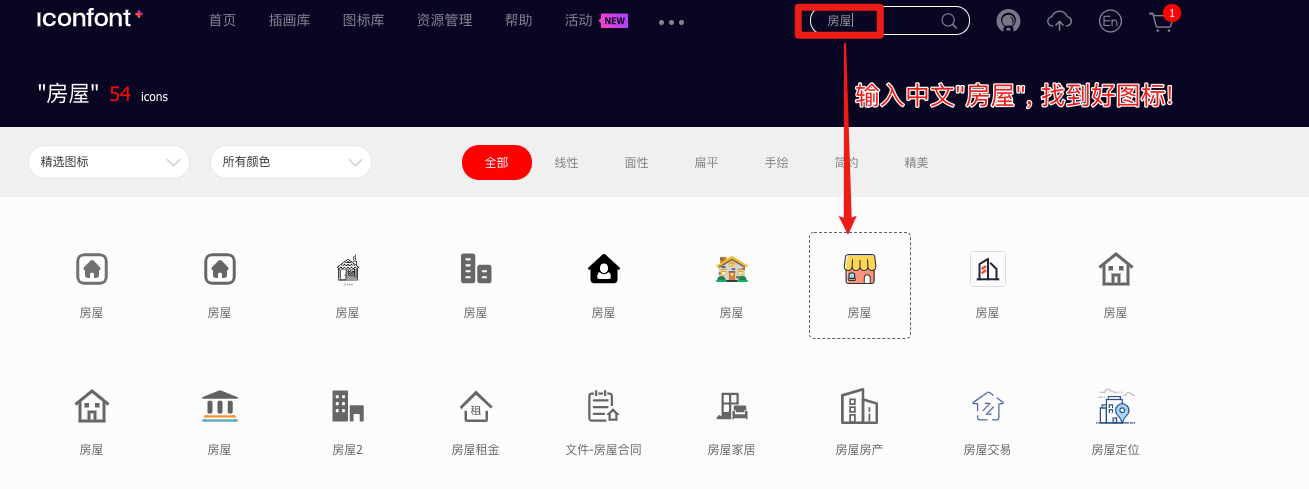 iconfont+ 首页 插画库 图标库 资源管理 帮助 活动 NEW 房屋 En 1
"房屋" 54 icons
输入中文"房屋", 找到好图标!
精选图标 所有颜色 全部 线性 面性 扁平 手绘 简约 精美
房屋 房屋 房屋 房屋 房屋 房屋 房屋 房屋 房屋
租
房屋 房屋 房屋2 房屋租金 文件-房屋合同 房屋家居 房屋房产 房屋交易 房屋定位